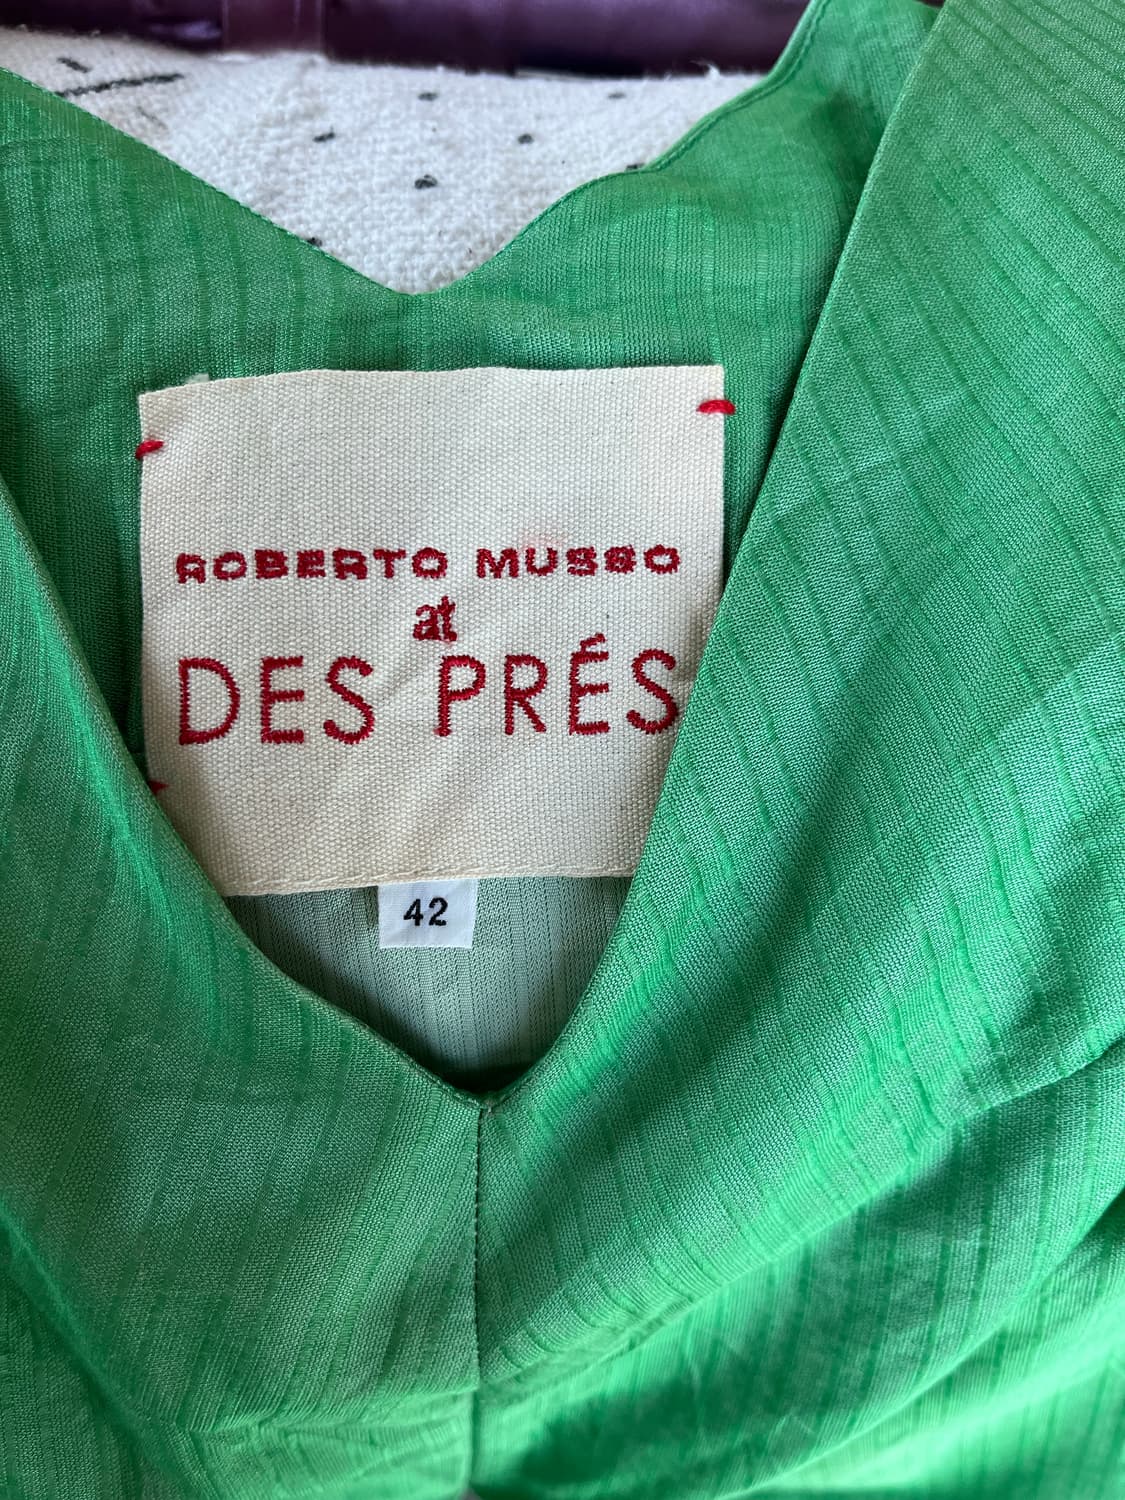 ROBERTO MUSSO
at
DES PRÉS
42